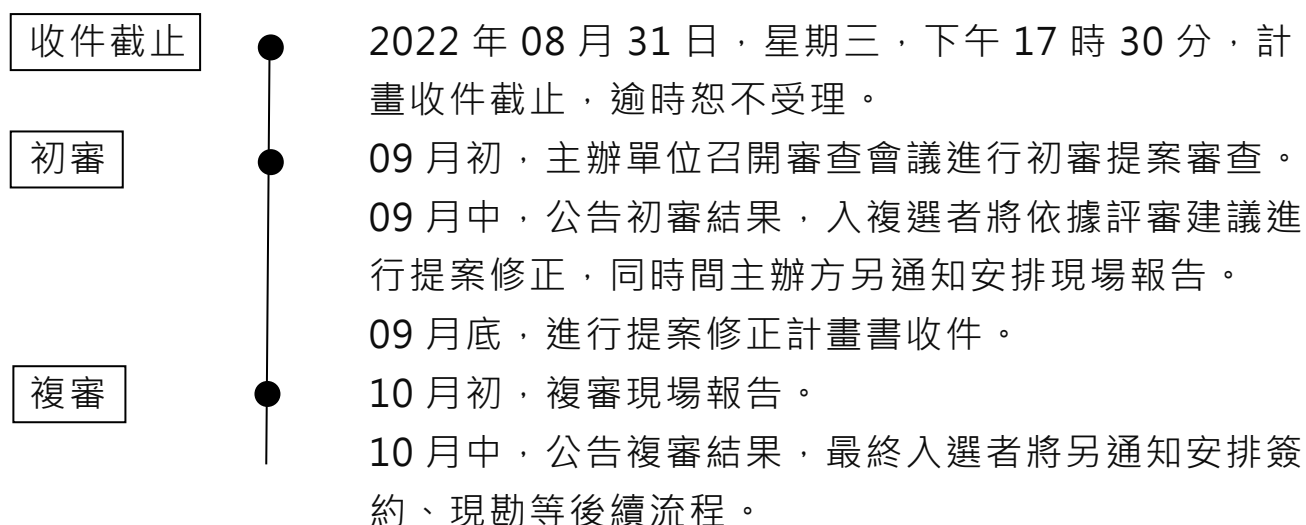 收件截止
2022 年 08 月 31 日，星期三，下午 17 時 30 分，計
畫收件截止，逾時恕不受理。
初審
09 月初，主辦單位召開審查會議進行初審提案審查。
09 月中，公告初審結果，入複選者將依據評審建議進
行提案修正，同時間主辦方另通知安排現場報告。
09 月底，進行提案修正計畫書收件。
複審
10 月初，複審現場報告。
10 月中，公告複審結果，最終入選者將另通知安排簽
約、現勘等後續流程。